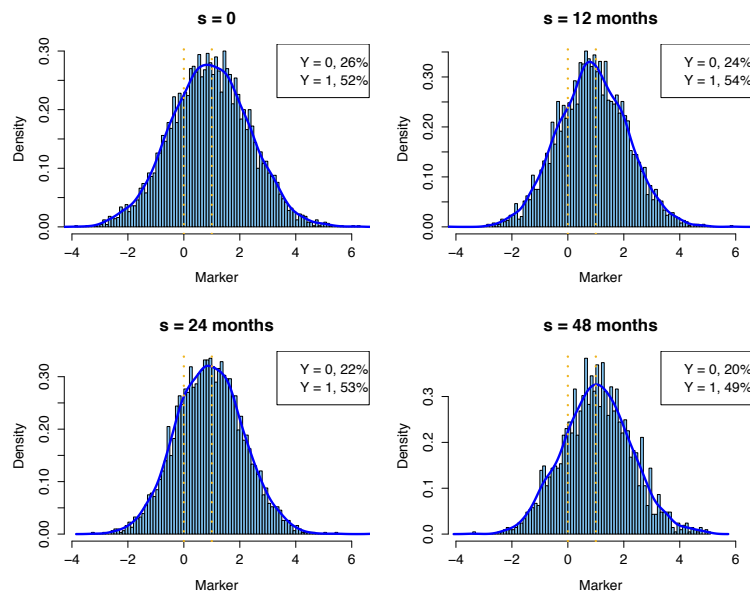 s = 0
Y = 0, 26%
Y = 1, 52%
Density
0.00 0.10 0.20 0.30
−4 −2 0 2 4 6
Marker
s = 12 months
Y = 0, 24%
Y = 1, 54%
Density
0.00 0.10 0.20 0.30
−4 −2 0 2 4 6
Marker
s = 24 months
Y = 0, 22%
Y = 1, 53%
Density
0.00 0.10 0.20 0.30
−4 −2 0 2 4 6
Marker
s = 48 months
Y = 0, 20%
Y = 1, 49%
Density
0.0 0.1 0.2 0.3
−4 −2 0 2 4 6
Marker